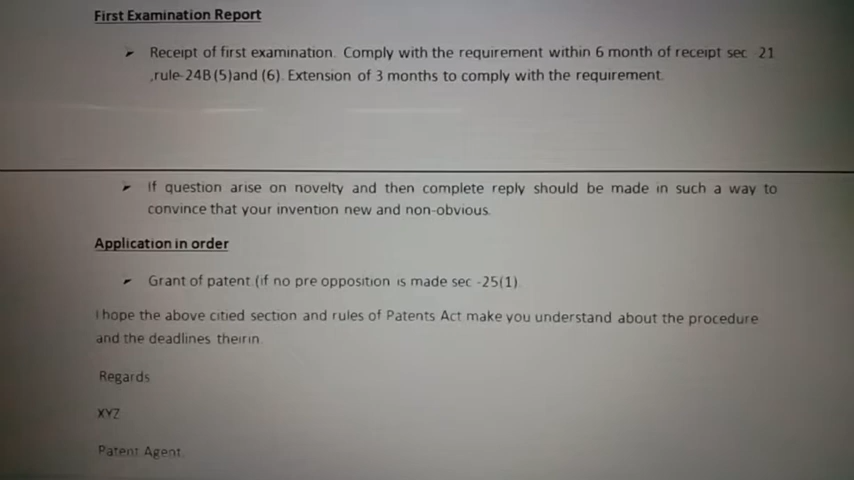 First Examination Report
➢ Receipt of first examination. Comply with the requirement within 6 month of receipt sec -21
,rule-24B (5)and (6). Extension of 3 months to comply with the requirement.
➢ If question arise on novelty and then complete reply should be made in such a way to
convince that your invention new and non-obvious.
Application in order
➢ Grant of patent.(if no pre opposition is made sec -25(1)
I hope the above citied section and rules of Patents Act make you understand about the procedure
and the deadlines theirin.
Regards
XYZ
Patent Agent.